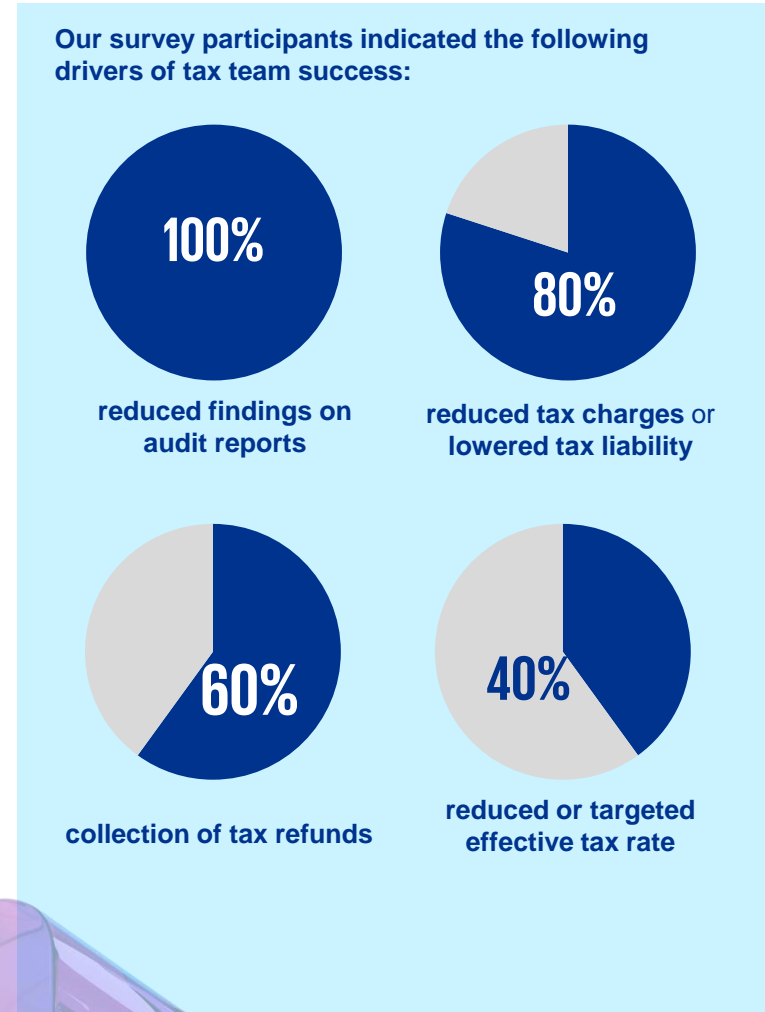 Our survey participants indicated the following
drivers of tax team success:
100%
80%
reduced findings on
audit reports
reduced tax charges or
lowered tax liability
60%
40%
collection of tax refunds
reduced or targeted
effective tax rate